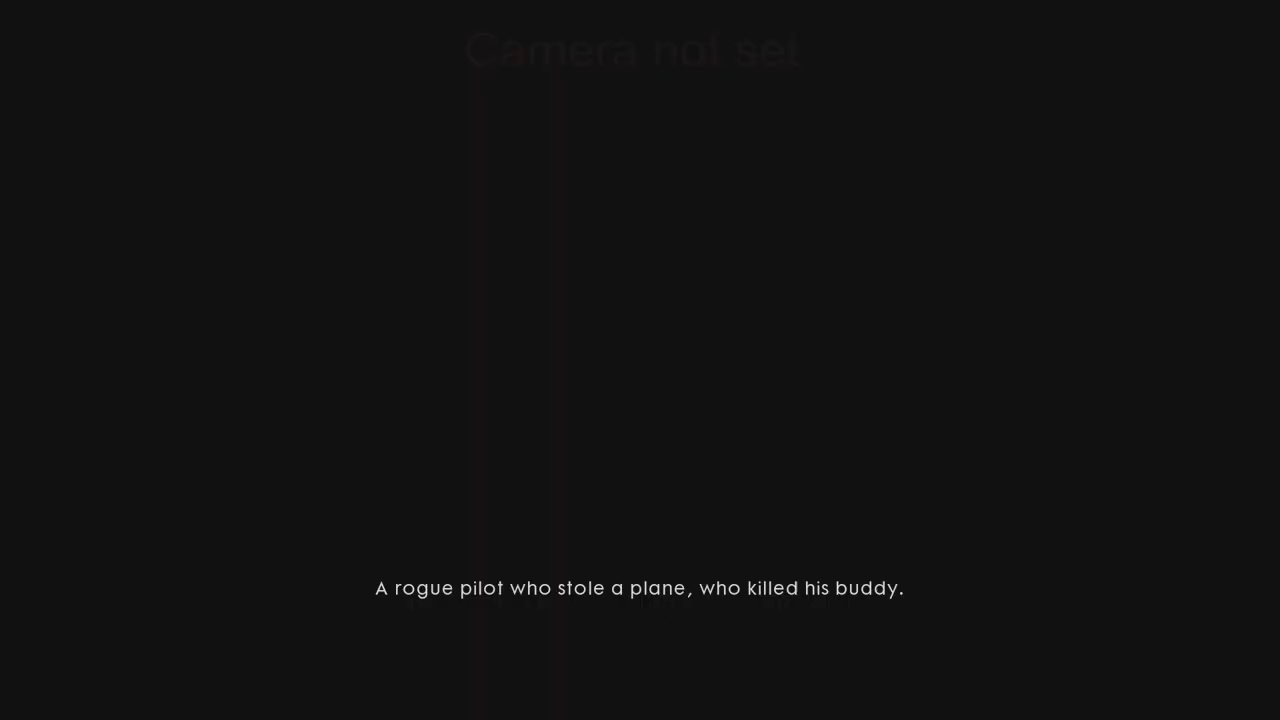 Camera not set
A rogue pilot who stole a plane, who killed his buddy.